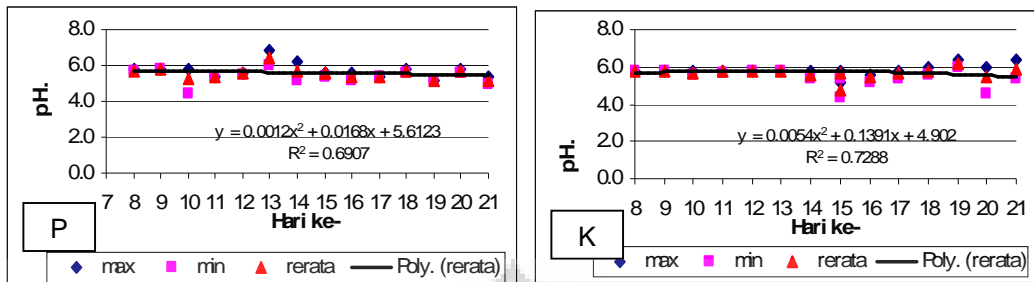 8.0
6.0
4.0
2.0
0.0
pH.
y = 0.0012x² + 0.0168x + 5.6123
R² = 0.6907
7 8 9 10 11 12 13 14 15 16 17 18 19 20 21
Hari ke-
P
max min rerata Poly. (rerata)
8.0
6.0
4.0
2.0
0.0
pH.
y = 0.0054x² + 0.1391x + 4.902
R² = 0.7288
8 9 10 11 12 13 14 15 16 17 18 19 20 21
Hari ke-
K
max min rerata Poly. (rerata)